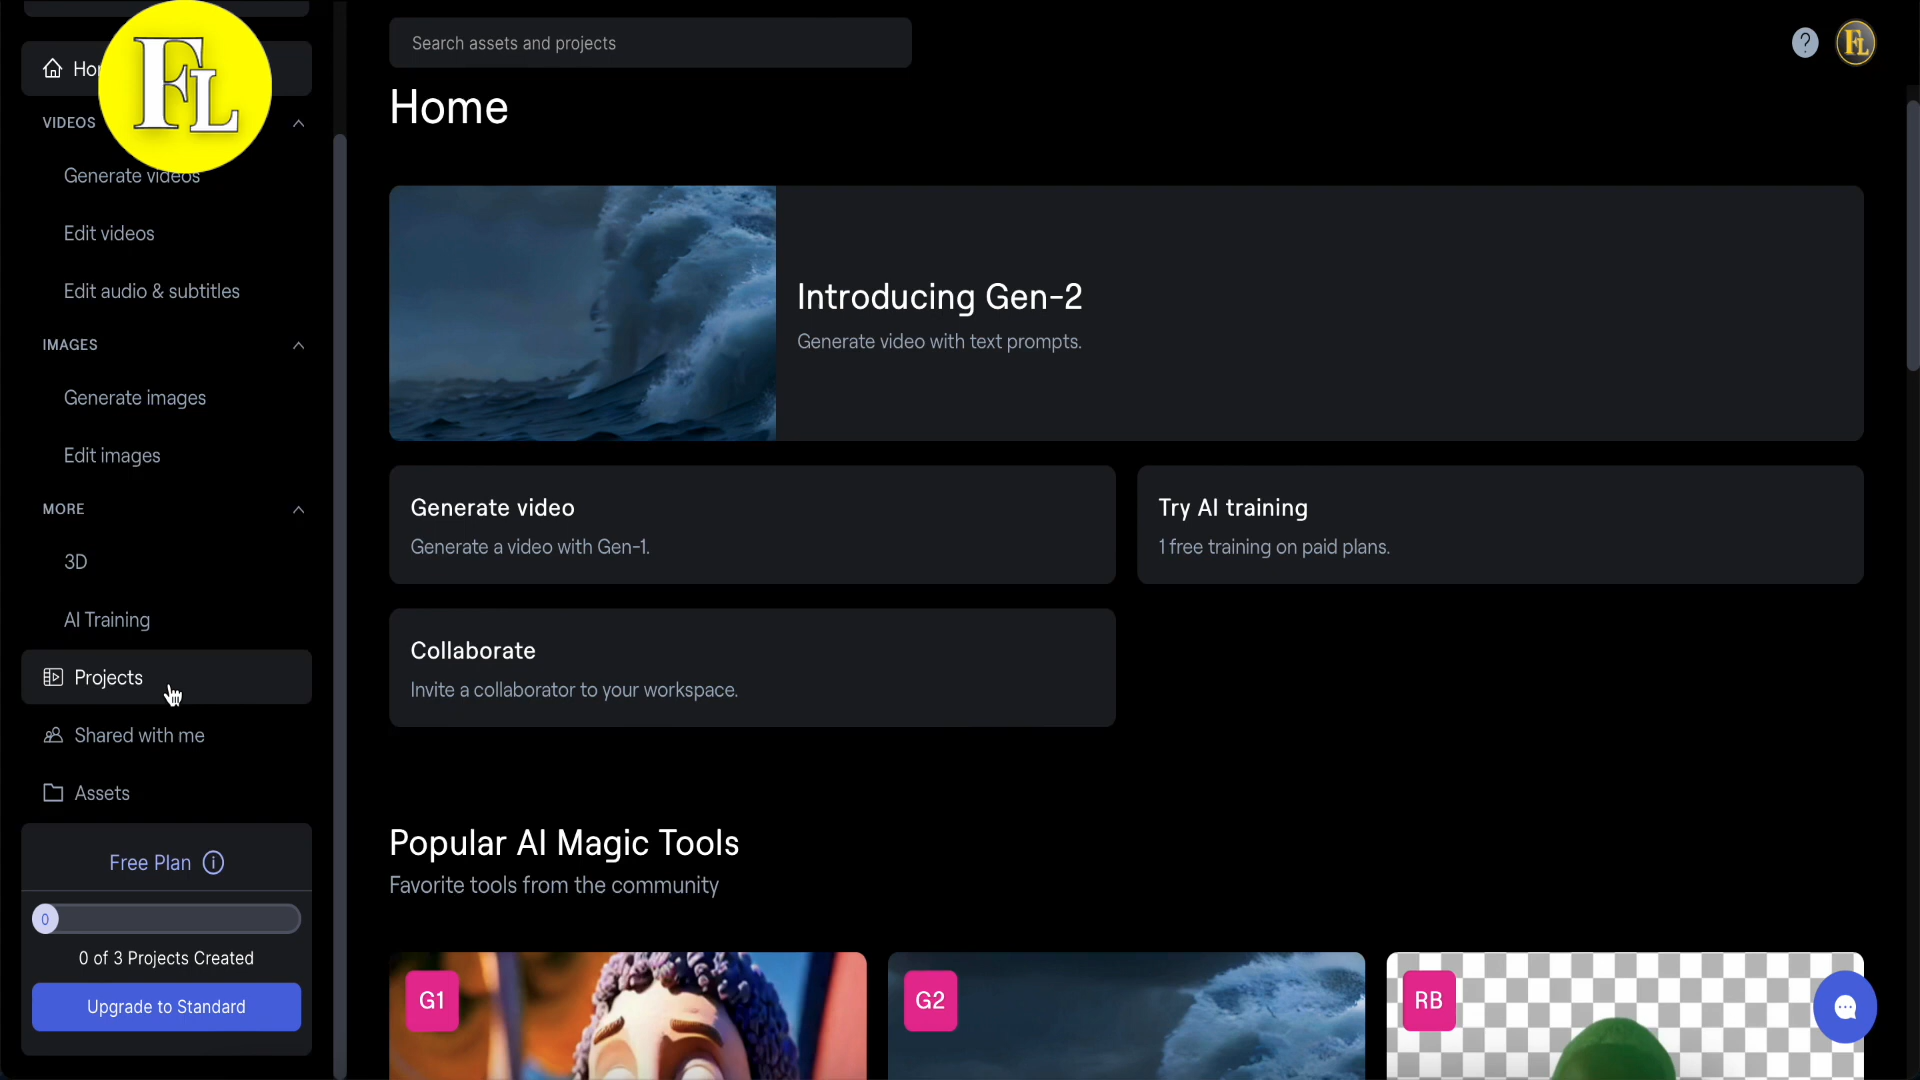 Search assets and projects
?
FL
FL
Home
VIDEOS
Generate videos
Edit videos
Edit audio & subtitles
IMAGES
Generate images
Edit images
MORE
3D
AI Training
Projects
Shared with me
Assets
Free Plan
0
0 of 3 Projects Created
Upgrade to Standard
Home
Introducing Gen-2
Generate video with text prompts.
Generate video
Generate a video with Gen-1.
Try AI training
1 free training on paid plans.
Collaborate
Invite a collaborator to your workspace.
Popular AI Magic Tools
Favorite tools from the community
G1
G2
RB